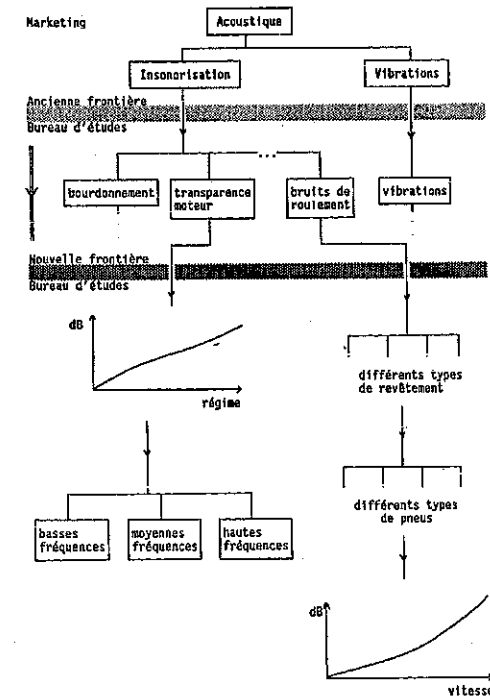 Marketing
Acoustique
Insonorisation
Vibrations
Ancienne frontière
Bureau d'études
...
bourdonnement
transparence
moteur
bruits de
roulement
vibrations
Nouvelle frontière
Bureau d'études
dB
régime
différents types
de revêtement
basses
fréquences
moyennes
fréquences
hautes
fréquences
différents types
de pneus
dB
vitesse